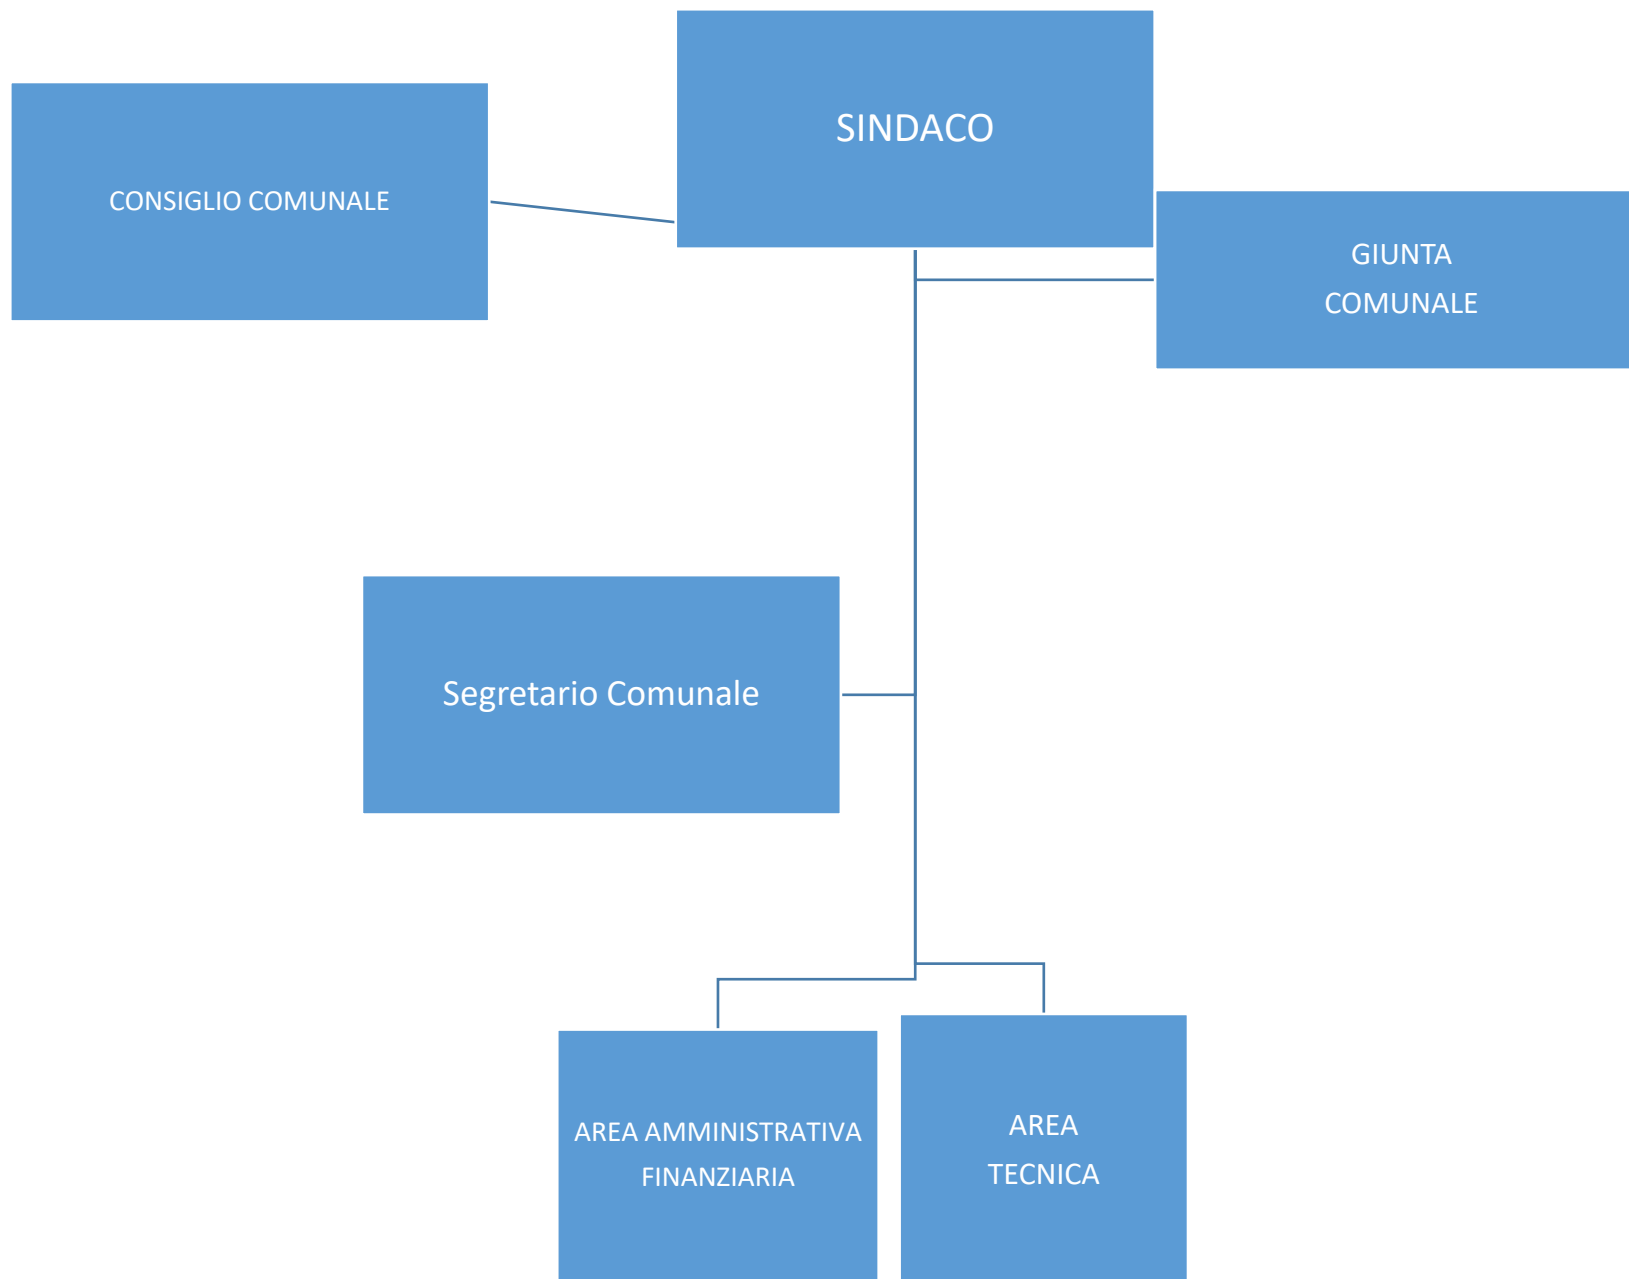 SINDACO
CONSIGLIO COMUNALE
GIUNTA
COMUNALE
Segretario Comunale
AREA AMMINISTRATIVA
FINANZIARIA
AREA
TECNICA